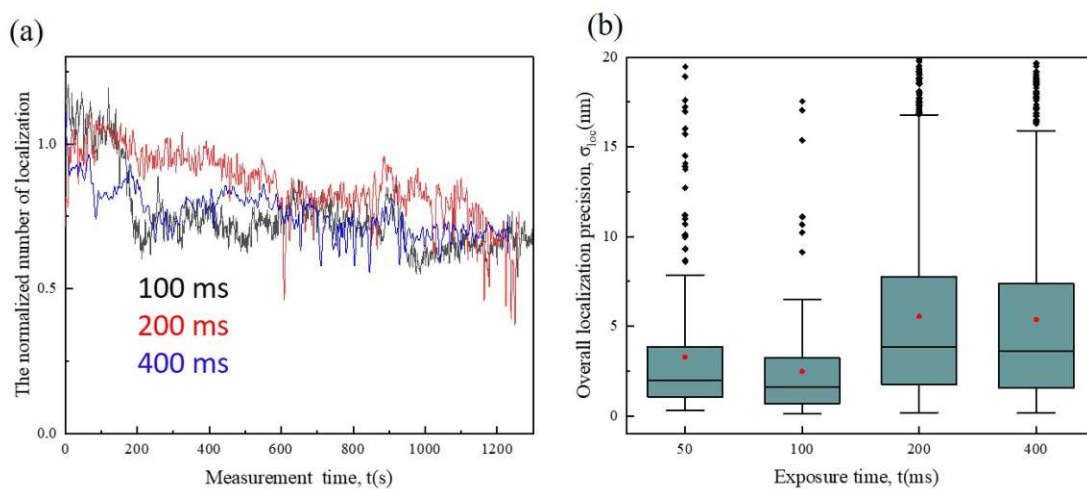 (a)
The normalized number of localization
1.0
0.5
0.0
100 ms
200 ms
400 ms
0 200 400 600 800 1000 1200
Measurement time, t(s)
(b)
Overall localization precision, σloc(nm)
20
15
10
5
0
50 100 200 400
Exposure time, t(ms)